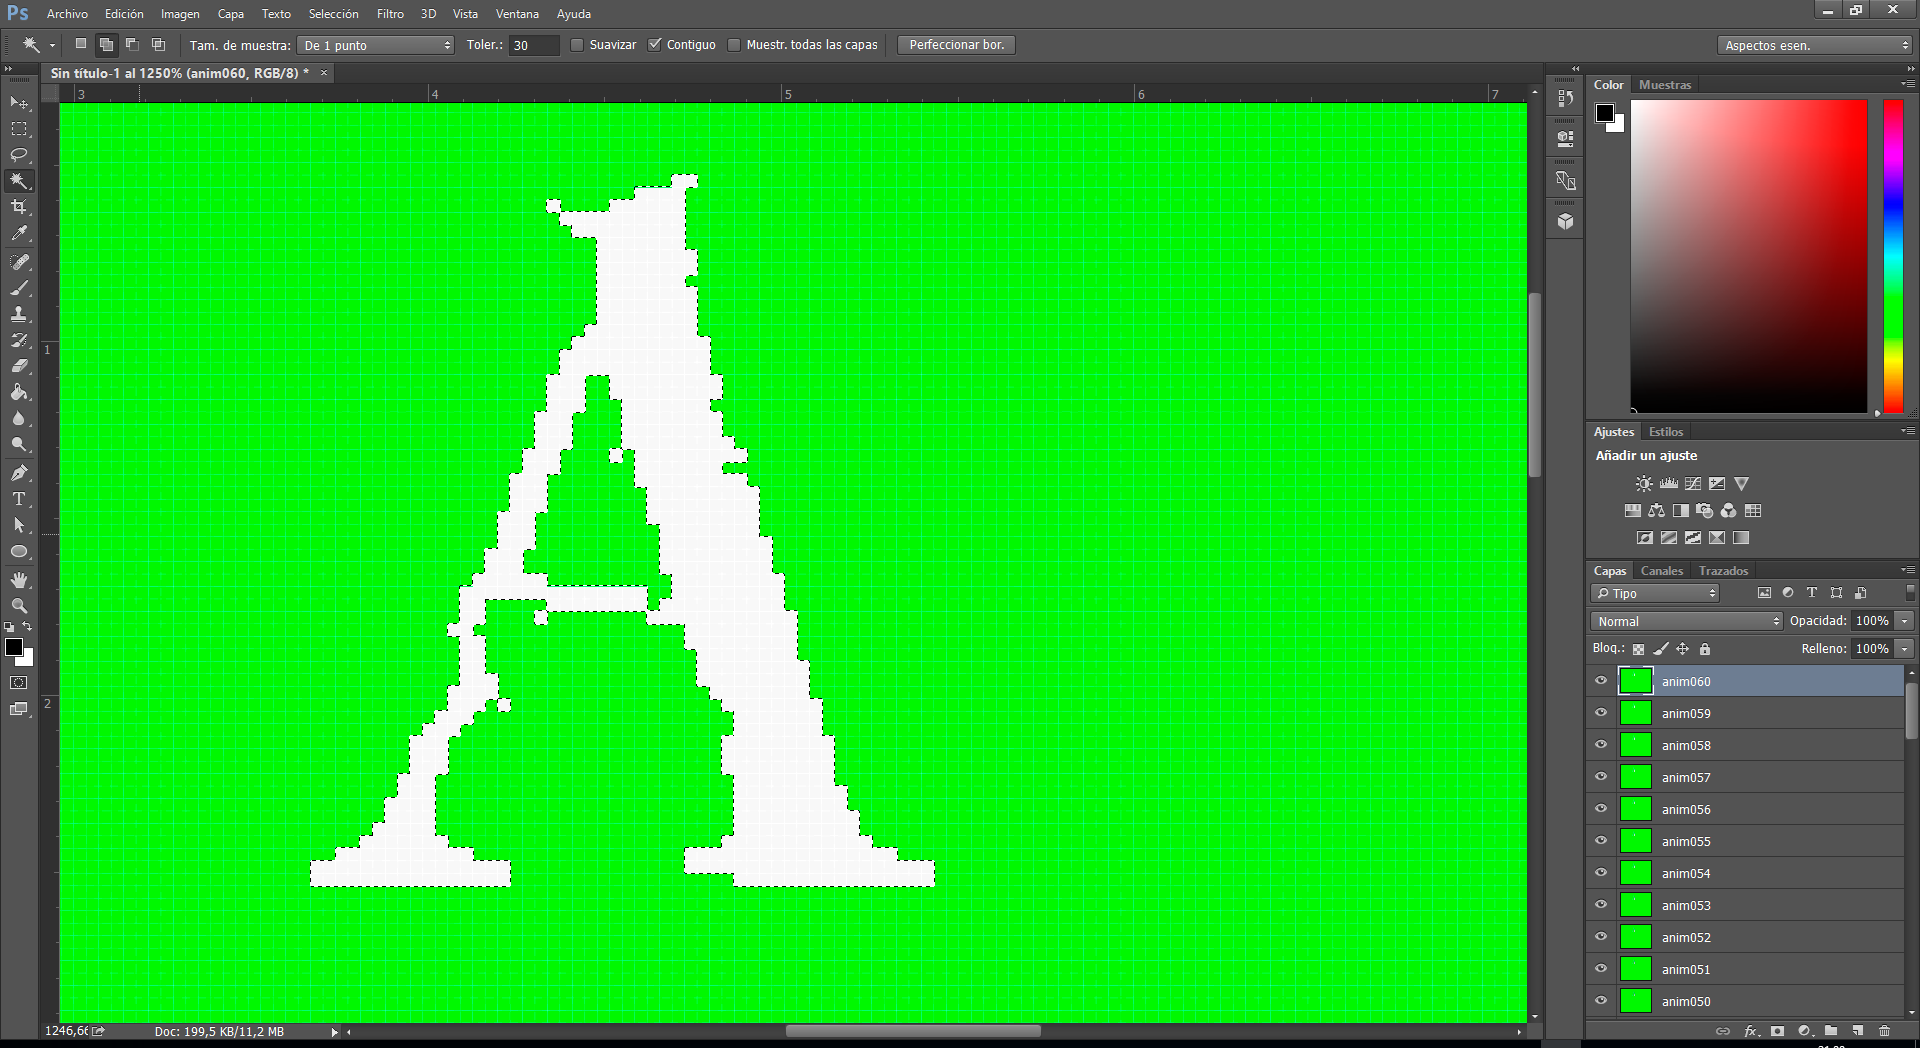 Ps Archivo Edición Imagen Capa Texto Selección Filtro 3D Vista Ventana Ayuda
Tam. de muestra: De 1 punto Toler.: 30 Suavizar Contiguo Muestr. todas las capas Perfeccionar bor. Aspectos esen.
Sin título-1 al 1250% (anim060, RGB/8) * ×
3 4 5 6 7
1
2
A
Color Muestras
Ajustes Estilos
Añadir un ajuste
Capas Canales Trazados
Tipo
Normal Opacidad: 100%
Bloq.: Relleno: 100%
anim060
anim059
anim058
anim057
anim056
anim055
anim054
anim053
anim052
anim051
anim050
fx
1246,66 Doc: 199,5 KB/11,2 MB